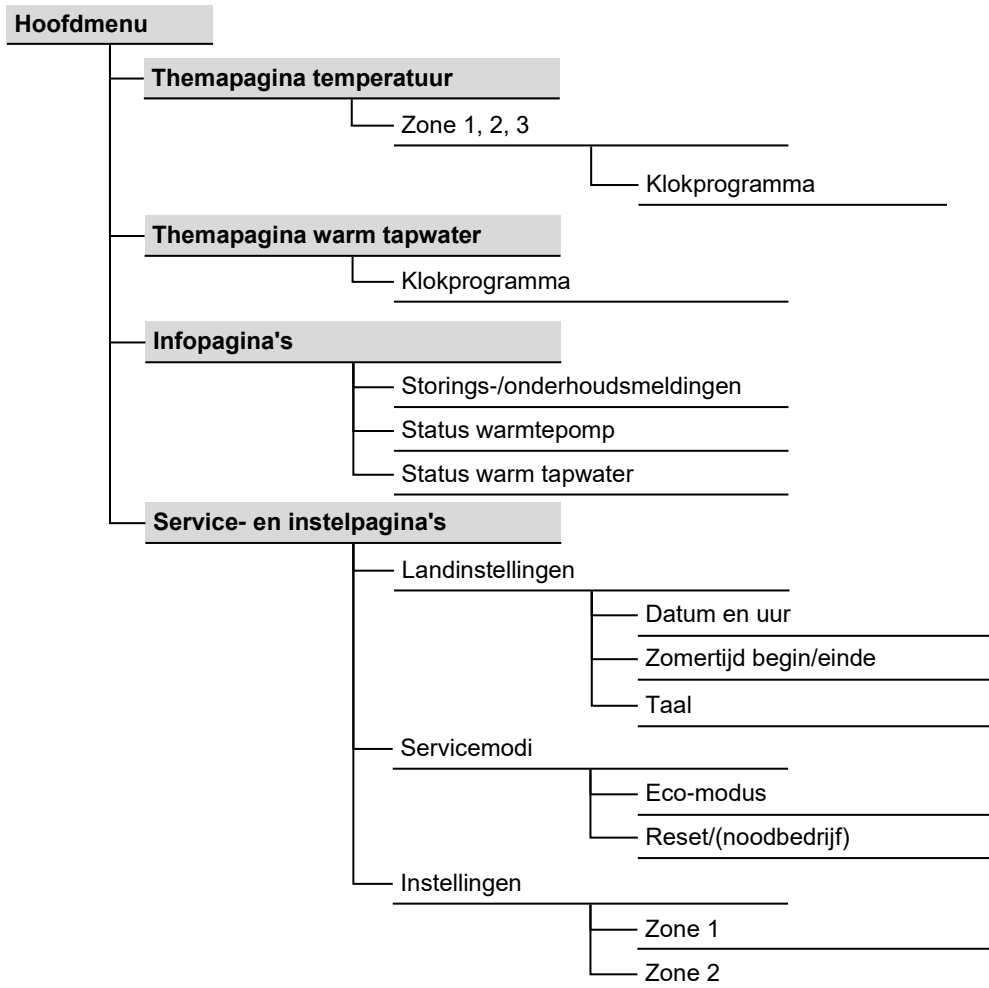 Hoofdmenu
Themapagina temperatuur
Zone 1, 2, 3
Klokprogramma
Themapagina warm tapwater
Klokprogramma
Infopagina's
Storings-/onderhoudsmeldingen
Status warmtepomp
Status warm tapwater
Service- en instelpagina's
Landinstellingen
Datum en uur
Zomertijd begin/einde
Taal
Servicemodi
Eco-modus
Reset/(noodbedrijf)
Instellingen
Zone 1
Zone 2